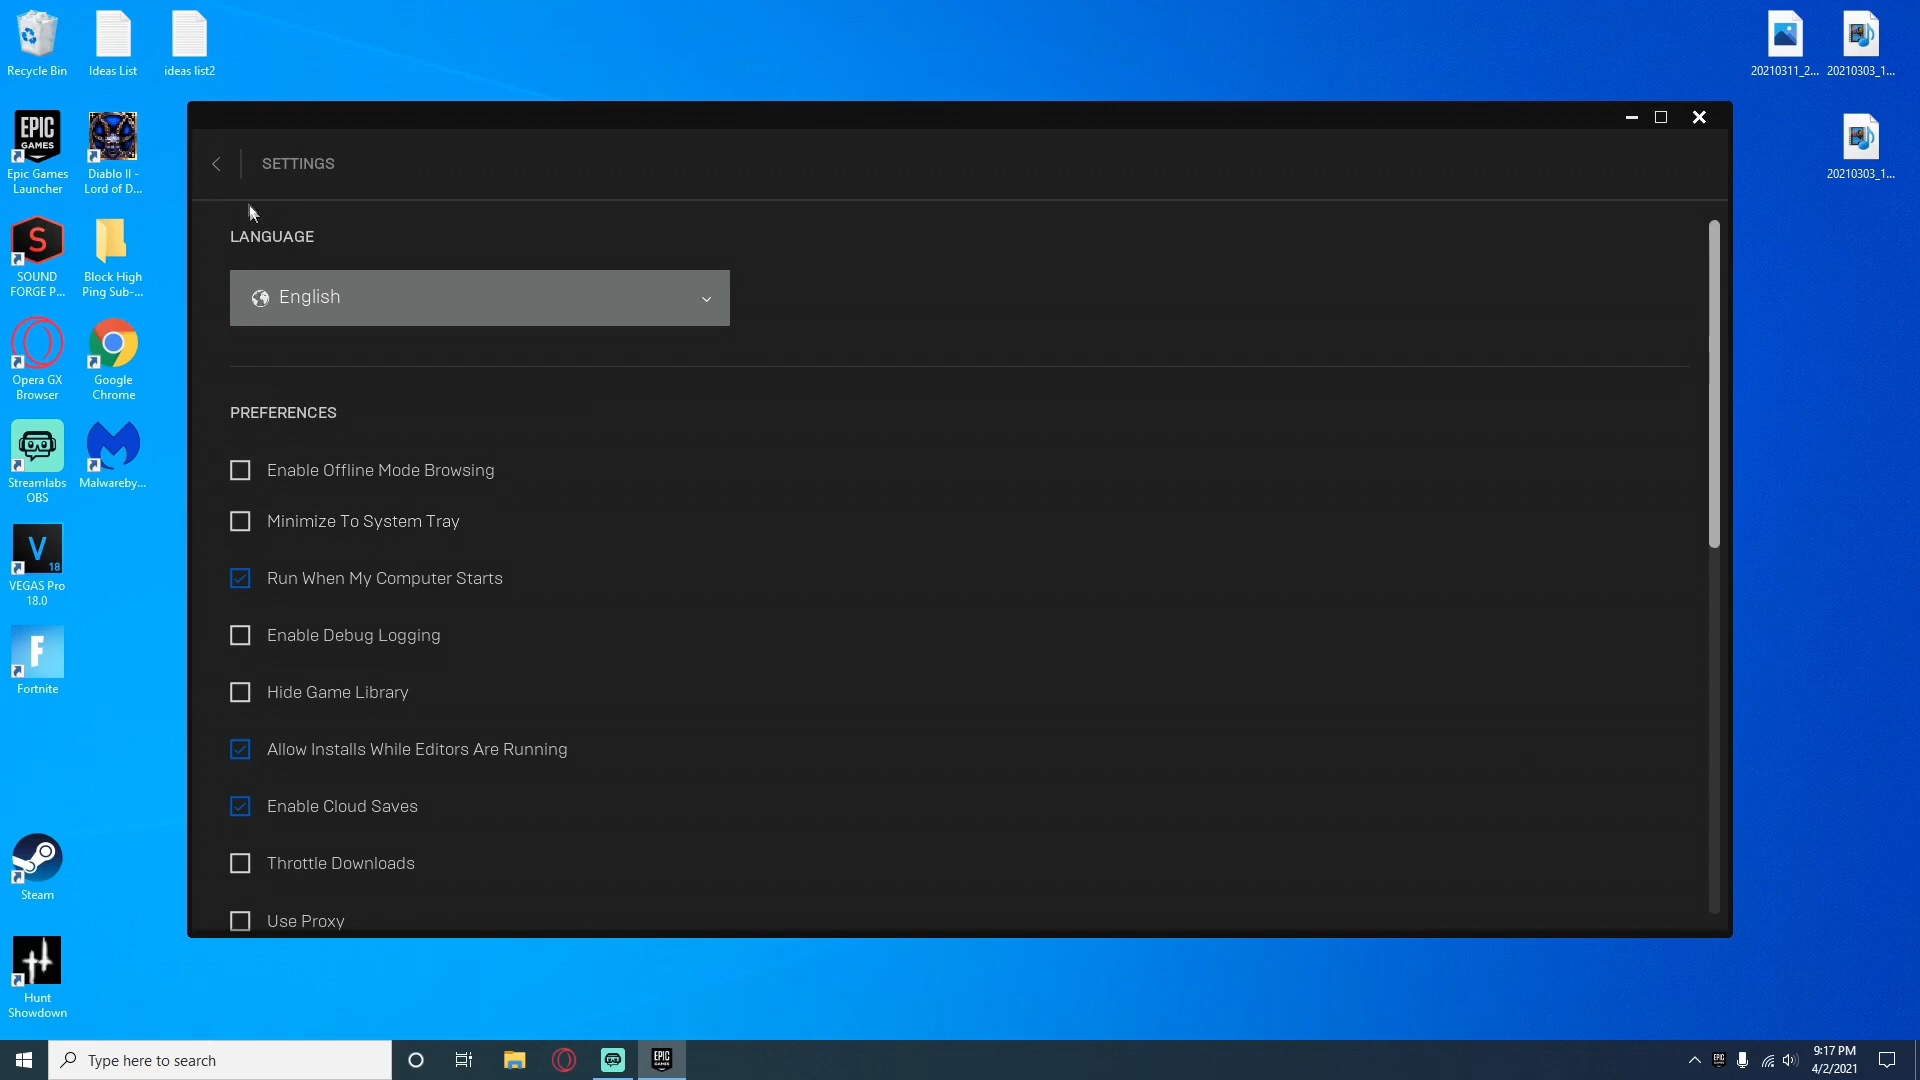 Recycle Bin
Ideas List
ideas list2
20210311_2...
20210303_1...
EPIC
GAMES
Epic Games
Launcher
Diablo II -
Lord of D...
20210303_1...
SETTINGS
LANGUAGE
English
S
SOUND
FORGE P...
Block High
Ping Sub-...
Opera GX
Browser
Google
Chrome
PREFERENCES
Enable Offline Mode Browsing
Minimize To System Tray
Run When My Computer Starts
Enable Debug Logging
Hide Game Library
Allow Installs While Editors Are Running
Enable Cloud Saves
Throttle Downloads
Use Proxy
Streamlabs
OBS
Malwareby...
V
18
VEGAS Pro
18.0
F
Fortnite
Steam
Hunt
Showdown
Type here to search
EPIC
GAMES
EPIC
9:17 PM
4/2/2021